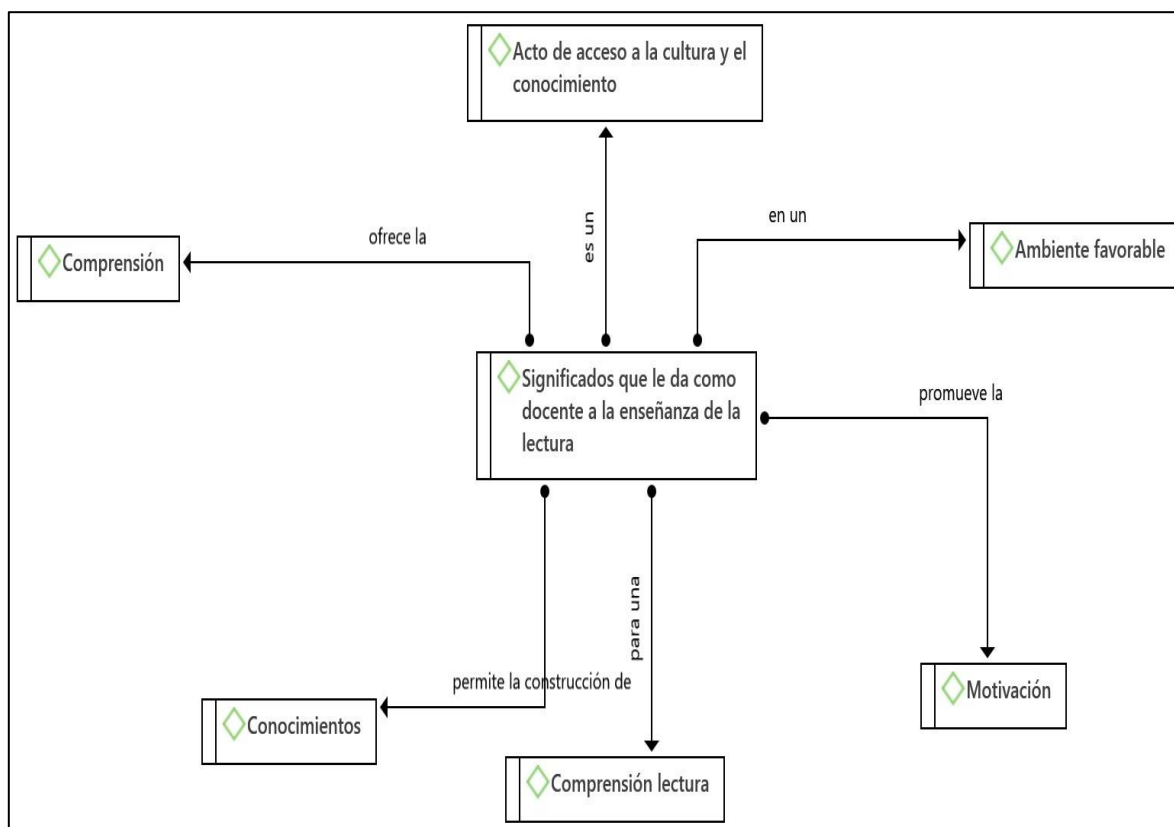 Acto de acceso a la cultura y el
conocimiento
es un
en un
ofrece la
Ambiente favorable
Comprensión
Significados que le da como
docente a la enseñanza de la
lectura
promueve la
para una
permite la construcción de
Motivación
Conocimientos
Comprensión lectura